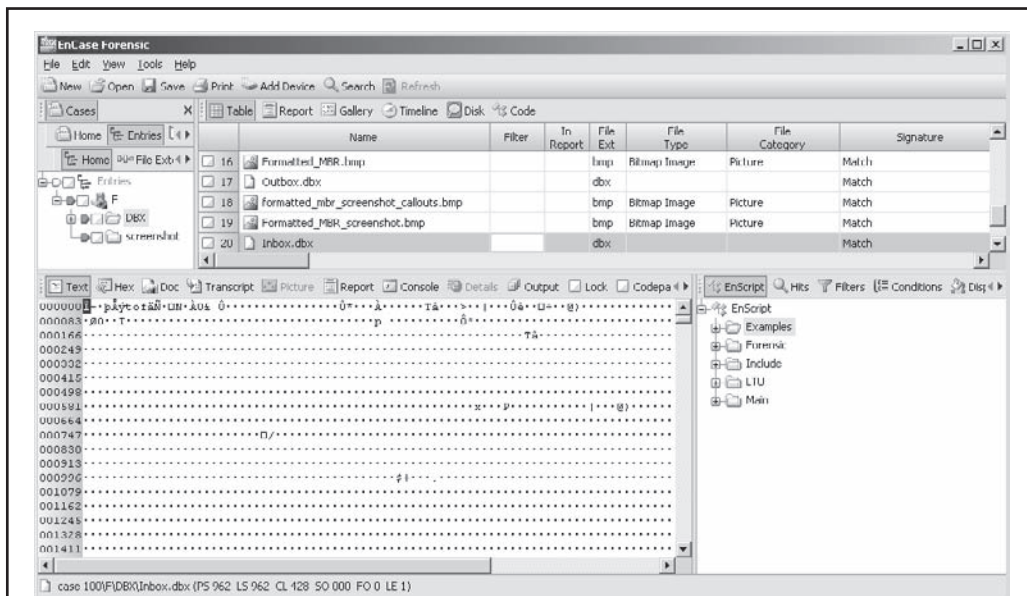 EnCase Forensic
File Edit View Tools Help
New Open Save Print Add Device Search Refresh
Cases Table Report Gallery Timeline Disk Code
Home Entries
Home File Ext
Name Filter In Report File Ext File Type File Category Signature
Entries
F
DBX
screenshot
16 Formatted_MBR.bmp bmp Bitmap Image Picture Match
17 Outbox.dbx dbx Match
18 formatted_mbr_screenshot_callouts.bmp bmp Bitmap Image Picture Match
19 Formatted_MBR_screenshot.bmp bmp Bitmap Image Picture Match
20 Inbox.dbx dbx Match
Text Hex Doc Transcript Picture Report Console Details Output Lock Codepa
EnScript Hits Filters Conditions Disp
000000
000083
000166
000249
000332
000415
000498
000581
000664
000747
000830
000913
000996
001079
001162
001245
001328
001411
EnScript
Examples
Forensic
Include
LTU
Main
case 100\F\DBX\Inbox.dbx (PS 962 LS 962 CL 428 SO 000 FO 0 LE 1)